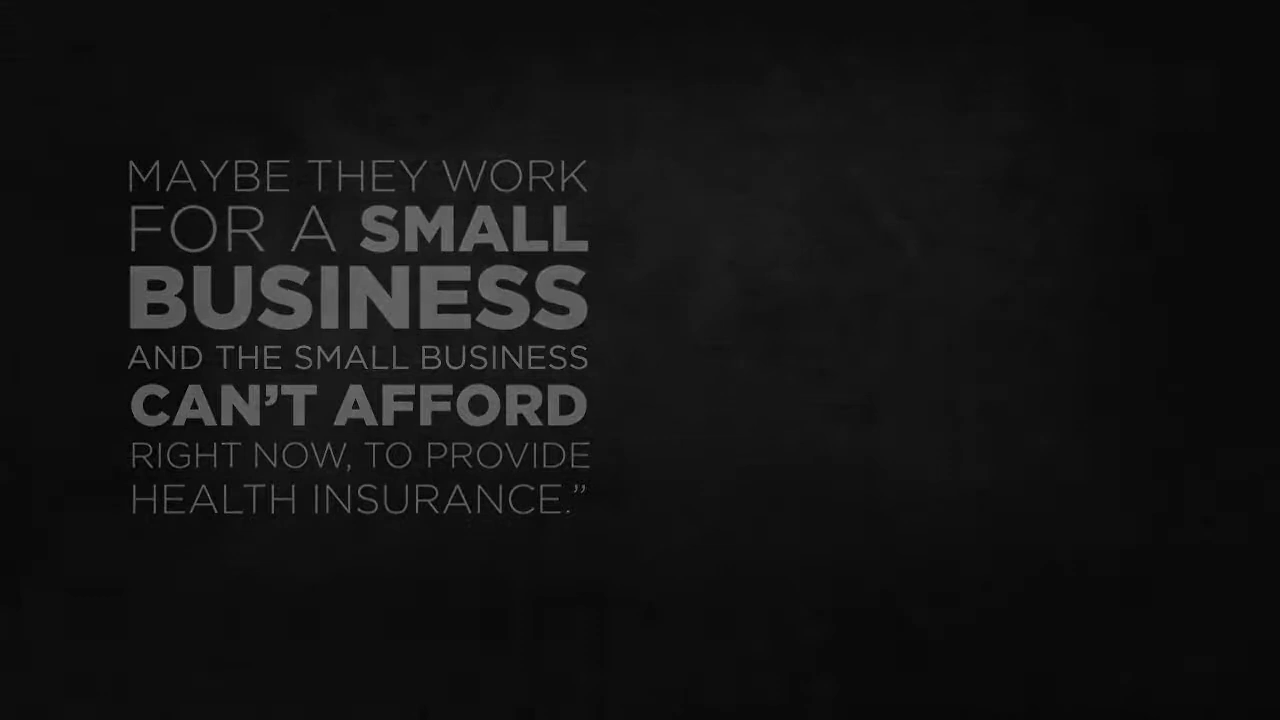 MAYBE THEY WORK
FOR A SMALL
BUSINESS
AND THE SMALL BUSINESS
CAN’T AFFORD
RIGHT NOW, TO PROVIDE
HEALTH INSURANCE.”